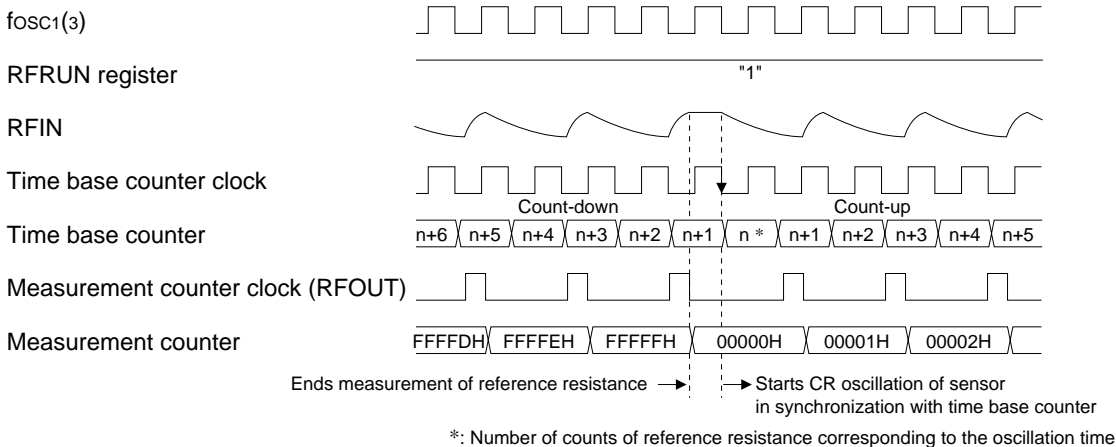 fOSC1(3)
RFRUN register
"1"
RFIN
Time base counter clock
Count-down Count-up
Time base counter n+6 n+5 n+4 n+3 n+2 n+1 n * n+1 n+2 n+3 n+4 n+5
Measurement counter clock (RFOUT)
Measurement counter FFFFDH FFFFEH FFFFFH 00000H 00001H 00002H
Ends measurement of reference resistance Starts CR oscillation of sensor
in synchronization with time base counter
*: Number of counts of reference resistance corresponding to the oscillation time